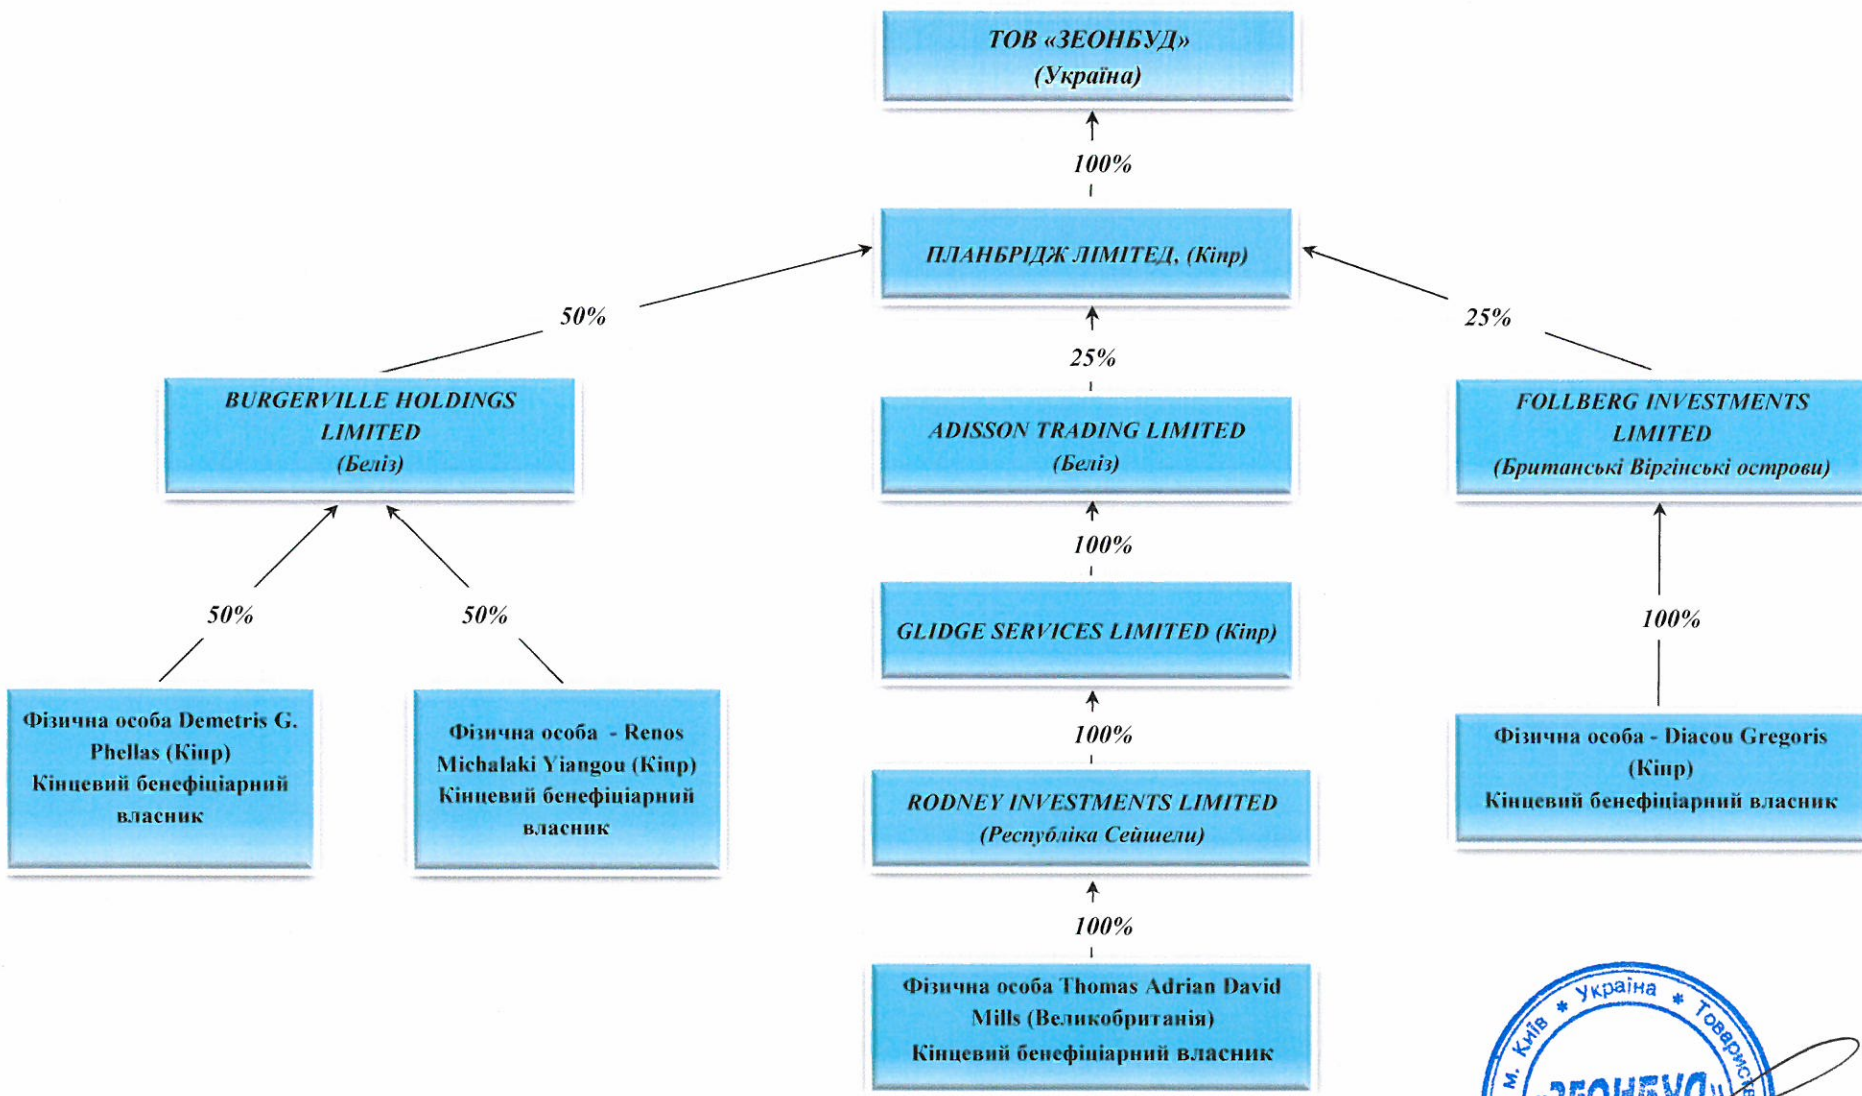 ТОВ «ЗЕОНБУД»
(Україна)
100%
ПЛАНБРІДЖ ЛІМІТЕД, (Кіпр)
50%
25%
25%
BURGERVILLE HOLDINGS
LIMITED
(Беліз)
ADISSON TRADING LIMITED
(Беліз)
FOLLBERG INVESTMENTS
LIMITED
(Британські Віргінські острови)
50%
50%
100%
100%
GLIDGE SERVICES LIMITED (Кіпр)
Фізична особа Demetris G.
Phellas (Кіпр)
Кінцевий бенефіціарний
власник
Фізична особа - Renos
Michalaki Yiangou (Кіпр)
Кінцевий бенефіціарний
власник
100%
Фізична особа - Diacou Gregoris
(Кіпр)
Кінцевий бенефіціарний власник
RODNEY INVESTMENTS LIMITED
(Республіка Сейшели)
100%
Фізична особа Thomas Adrian David
Mills (Великобританія)
Кінцевий бенефіціарний власник
м. Київ * Україна * Товариств
«ЗЕОНБУД»